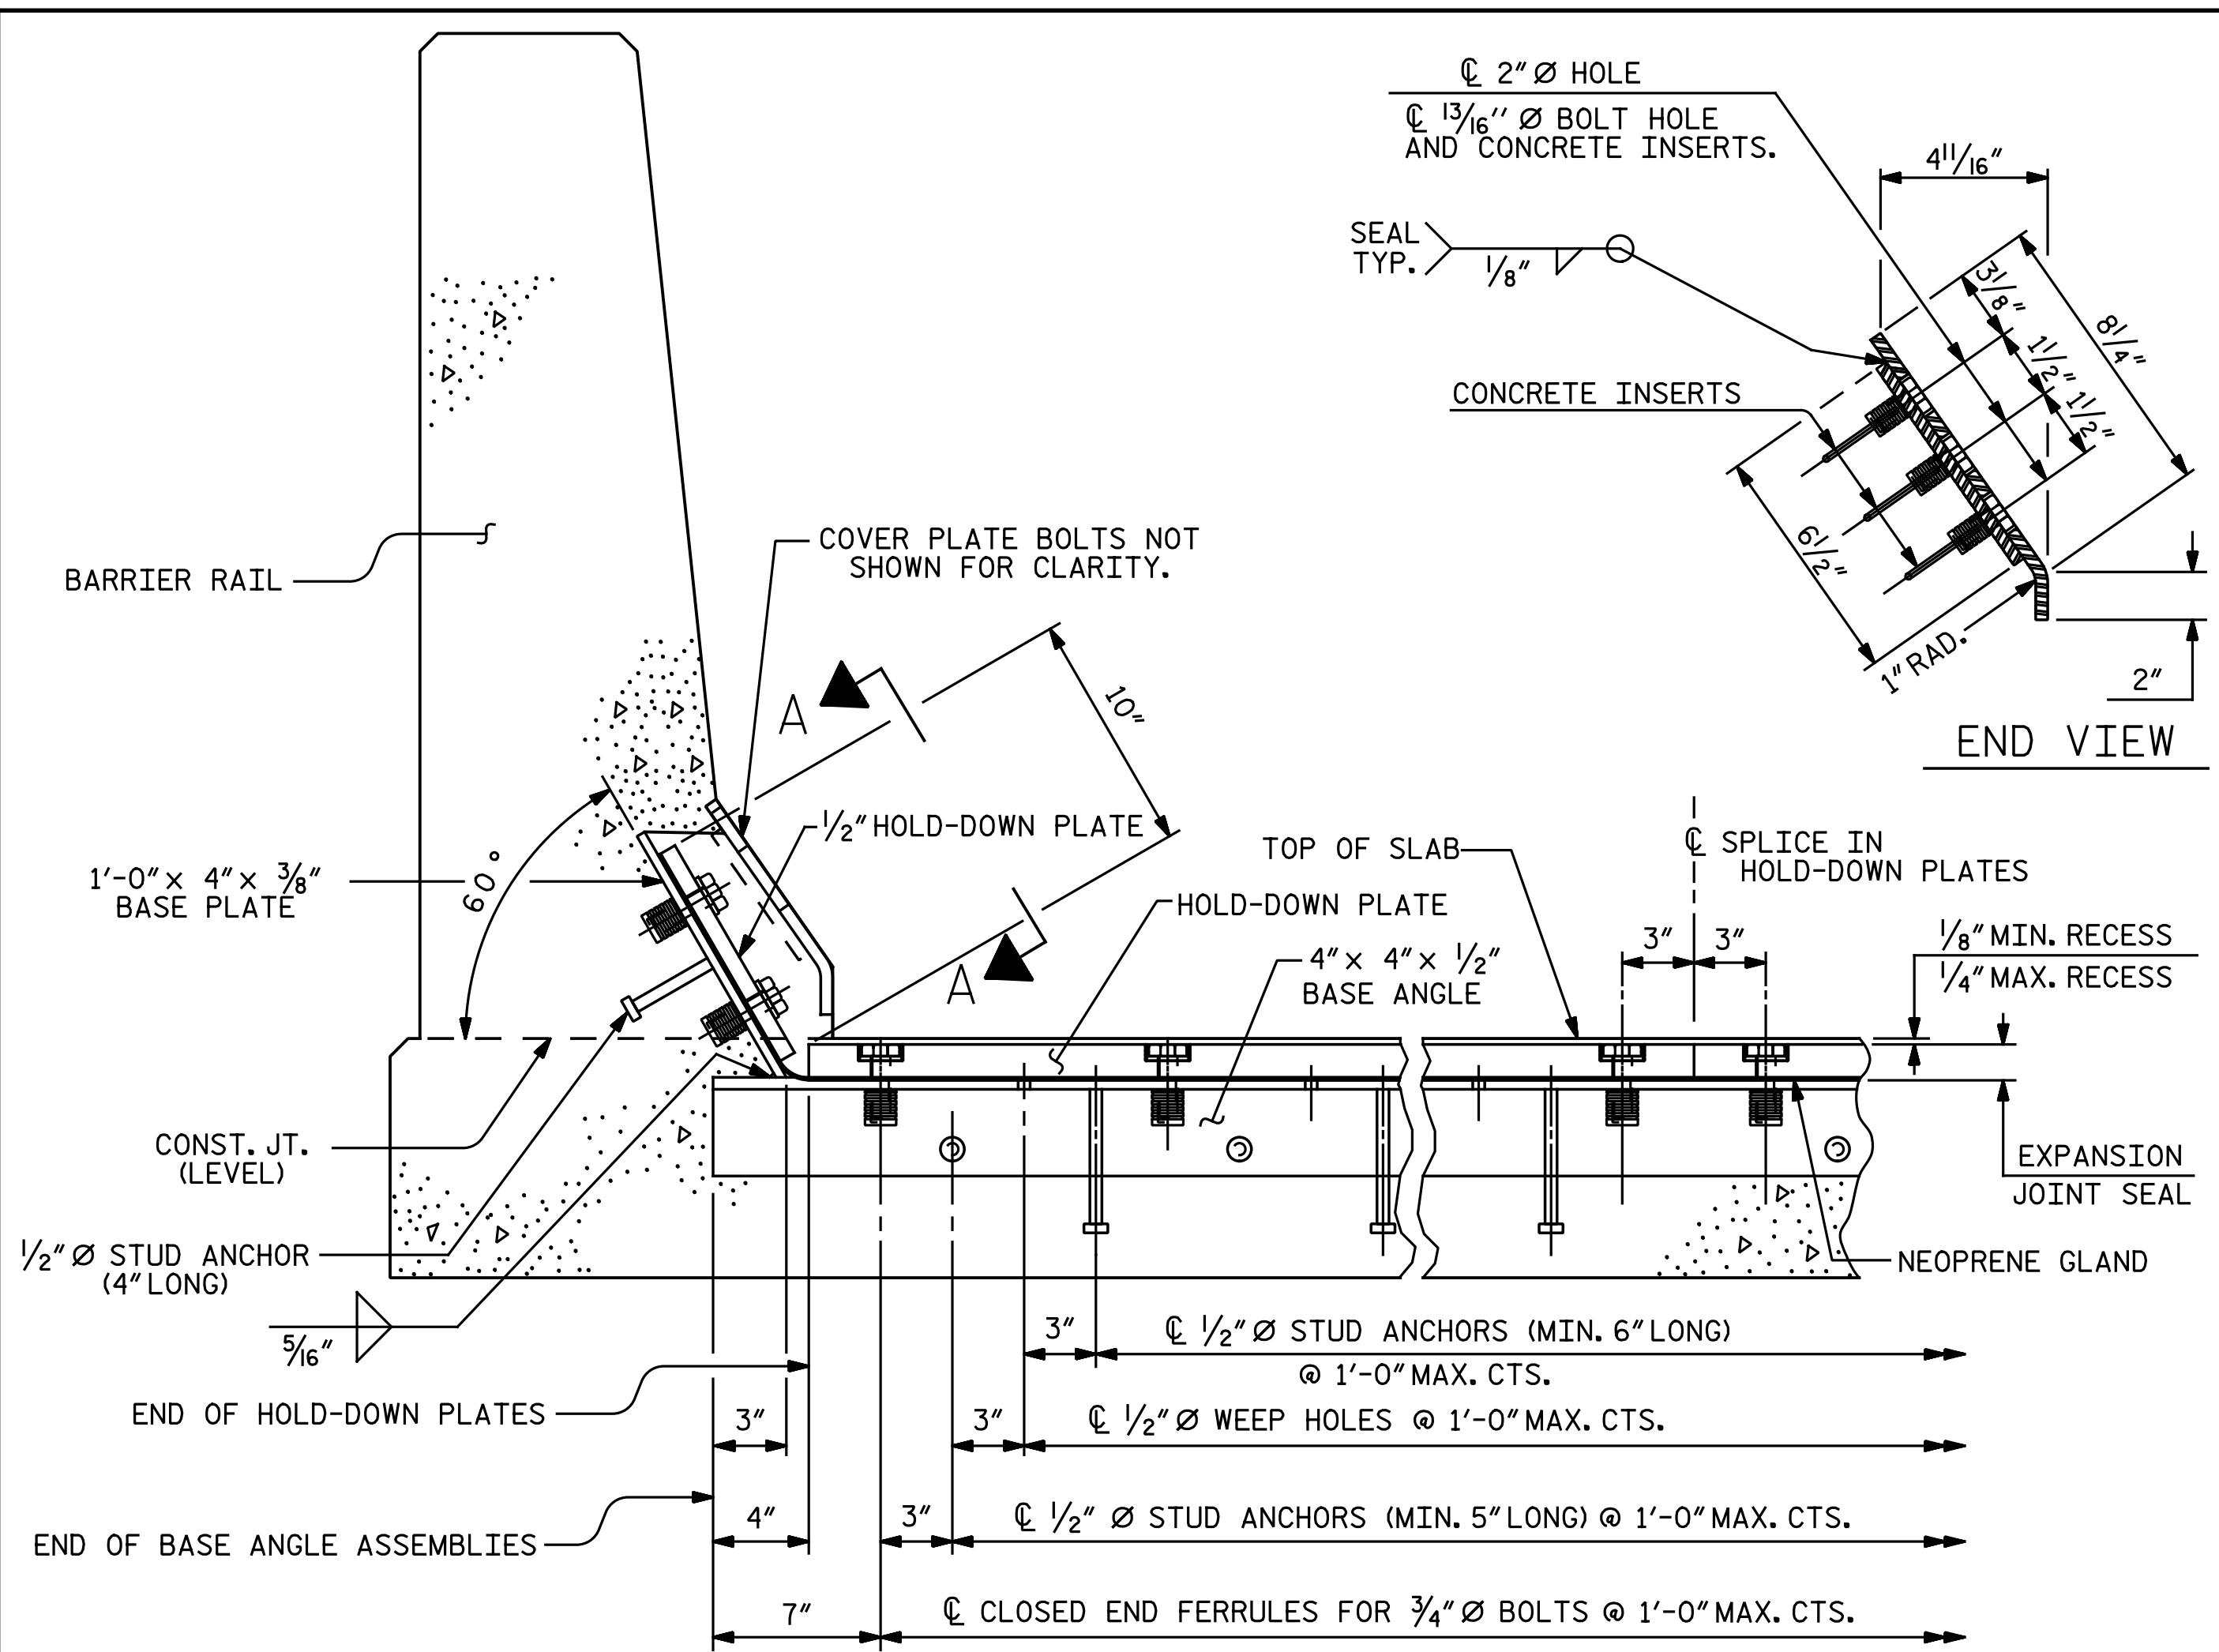 ℄ 2″ Ø HOLE
℄ 13/16″ Ø BOLT HOLE
AND CONCRETE INSERTS.
4 11/16″
SEAL
TYP.
1/8″
3 1/8″
8 1/4″
1 1/2″
1 1/2″
CONCRETE INSERTS
6 1/2″
1″ RAD.
2″
END VIEW
COVER PLATE BOLTS NOT
SHOWN FOR CLARITY.
BARRIER RAIL
A
10″
1/2″ HOLD-DOWN PLATE
1′-0″ x 4″ x 3/8″
BASE PLATE
60°
TOP OF SLAB
℄ SPLICE IN
HOLD-DOWN PLATES
HOLD-DOWN PLATE
3″
3″
1/8″ MIN. RECESS
1/4″ MAX. RECESS
4″ x 4″ x 1/2″
BASE ANGLE
A
CONST. JT.
(LEVEL)
EXPANSION
JOINT SEAL
1/2″ Ø STUD ANCHOR
(4″ LONG)
NEOPRENE GLAND
5/16″
3″
℄ 1/2″ Ø STUD ANCHORS (MIN. 6″ LONG)
@ 1′-0″ MAX. CTS.
END OF HOLD-DOWN PLATES
3″
3″
℄ 1/2″ Ø WEEP HOLES @ 1′-0″ MAX. CTS.
END OF BASE ANGLE ASSEMBLIES
4″
3″
℄ 1/2″ Ø STUD ANCHORS (MIN. 5″ LONG) @ 1′-0″ MAX. CTS.
7″
℄ CLOSED END FERRULES FOR 3/4″ Ø BOLTS @ 1′-0″ MAX. CTS.